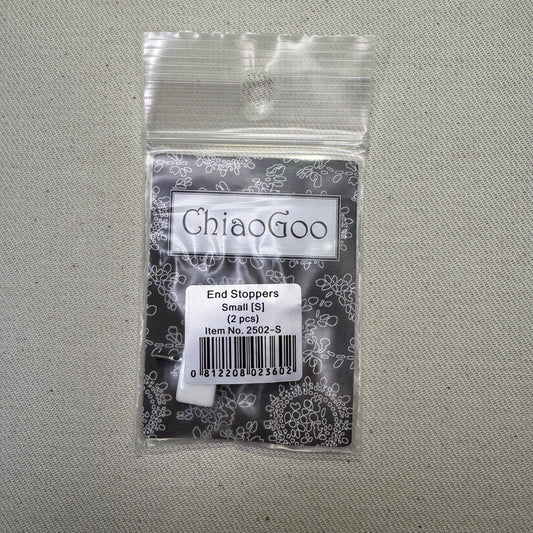 ChiaoGoo
End Stoppers
Small [S]
(2 pcs)
Item No. 2502-S
0 812208 023602